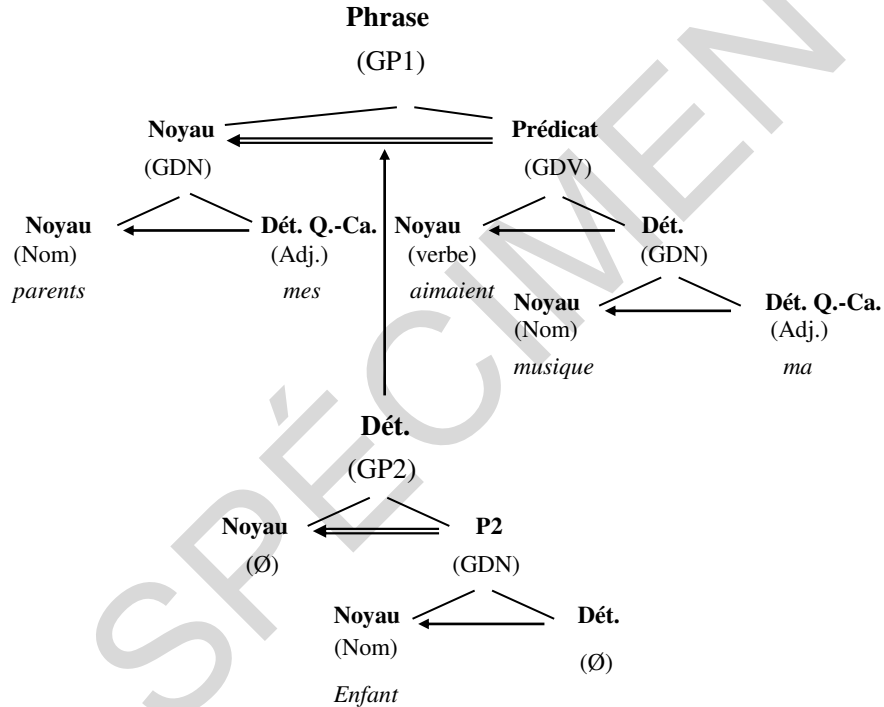 Phrase
(GP1)
Noyau Prédicat
(GDN) (GDV)
Noyau Dét. Q.-Ca. Noyau Dét.
(Nom) (Adj.) (verbe) (GDN)
parents mes aimaient
Noyau Dét. Q.-Ca.
(Nom) (Adj.)
musique ma
Dét.
(GP2)
Noyau P2
(Ø) (GDN)
Noyau Dét.
(Nom) (Ø)
Enfant
SPÉCIMEN